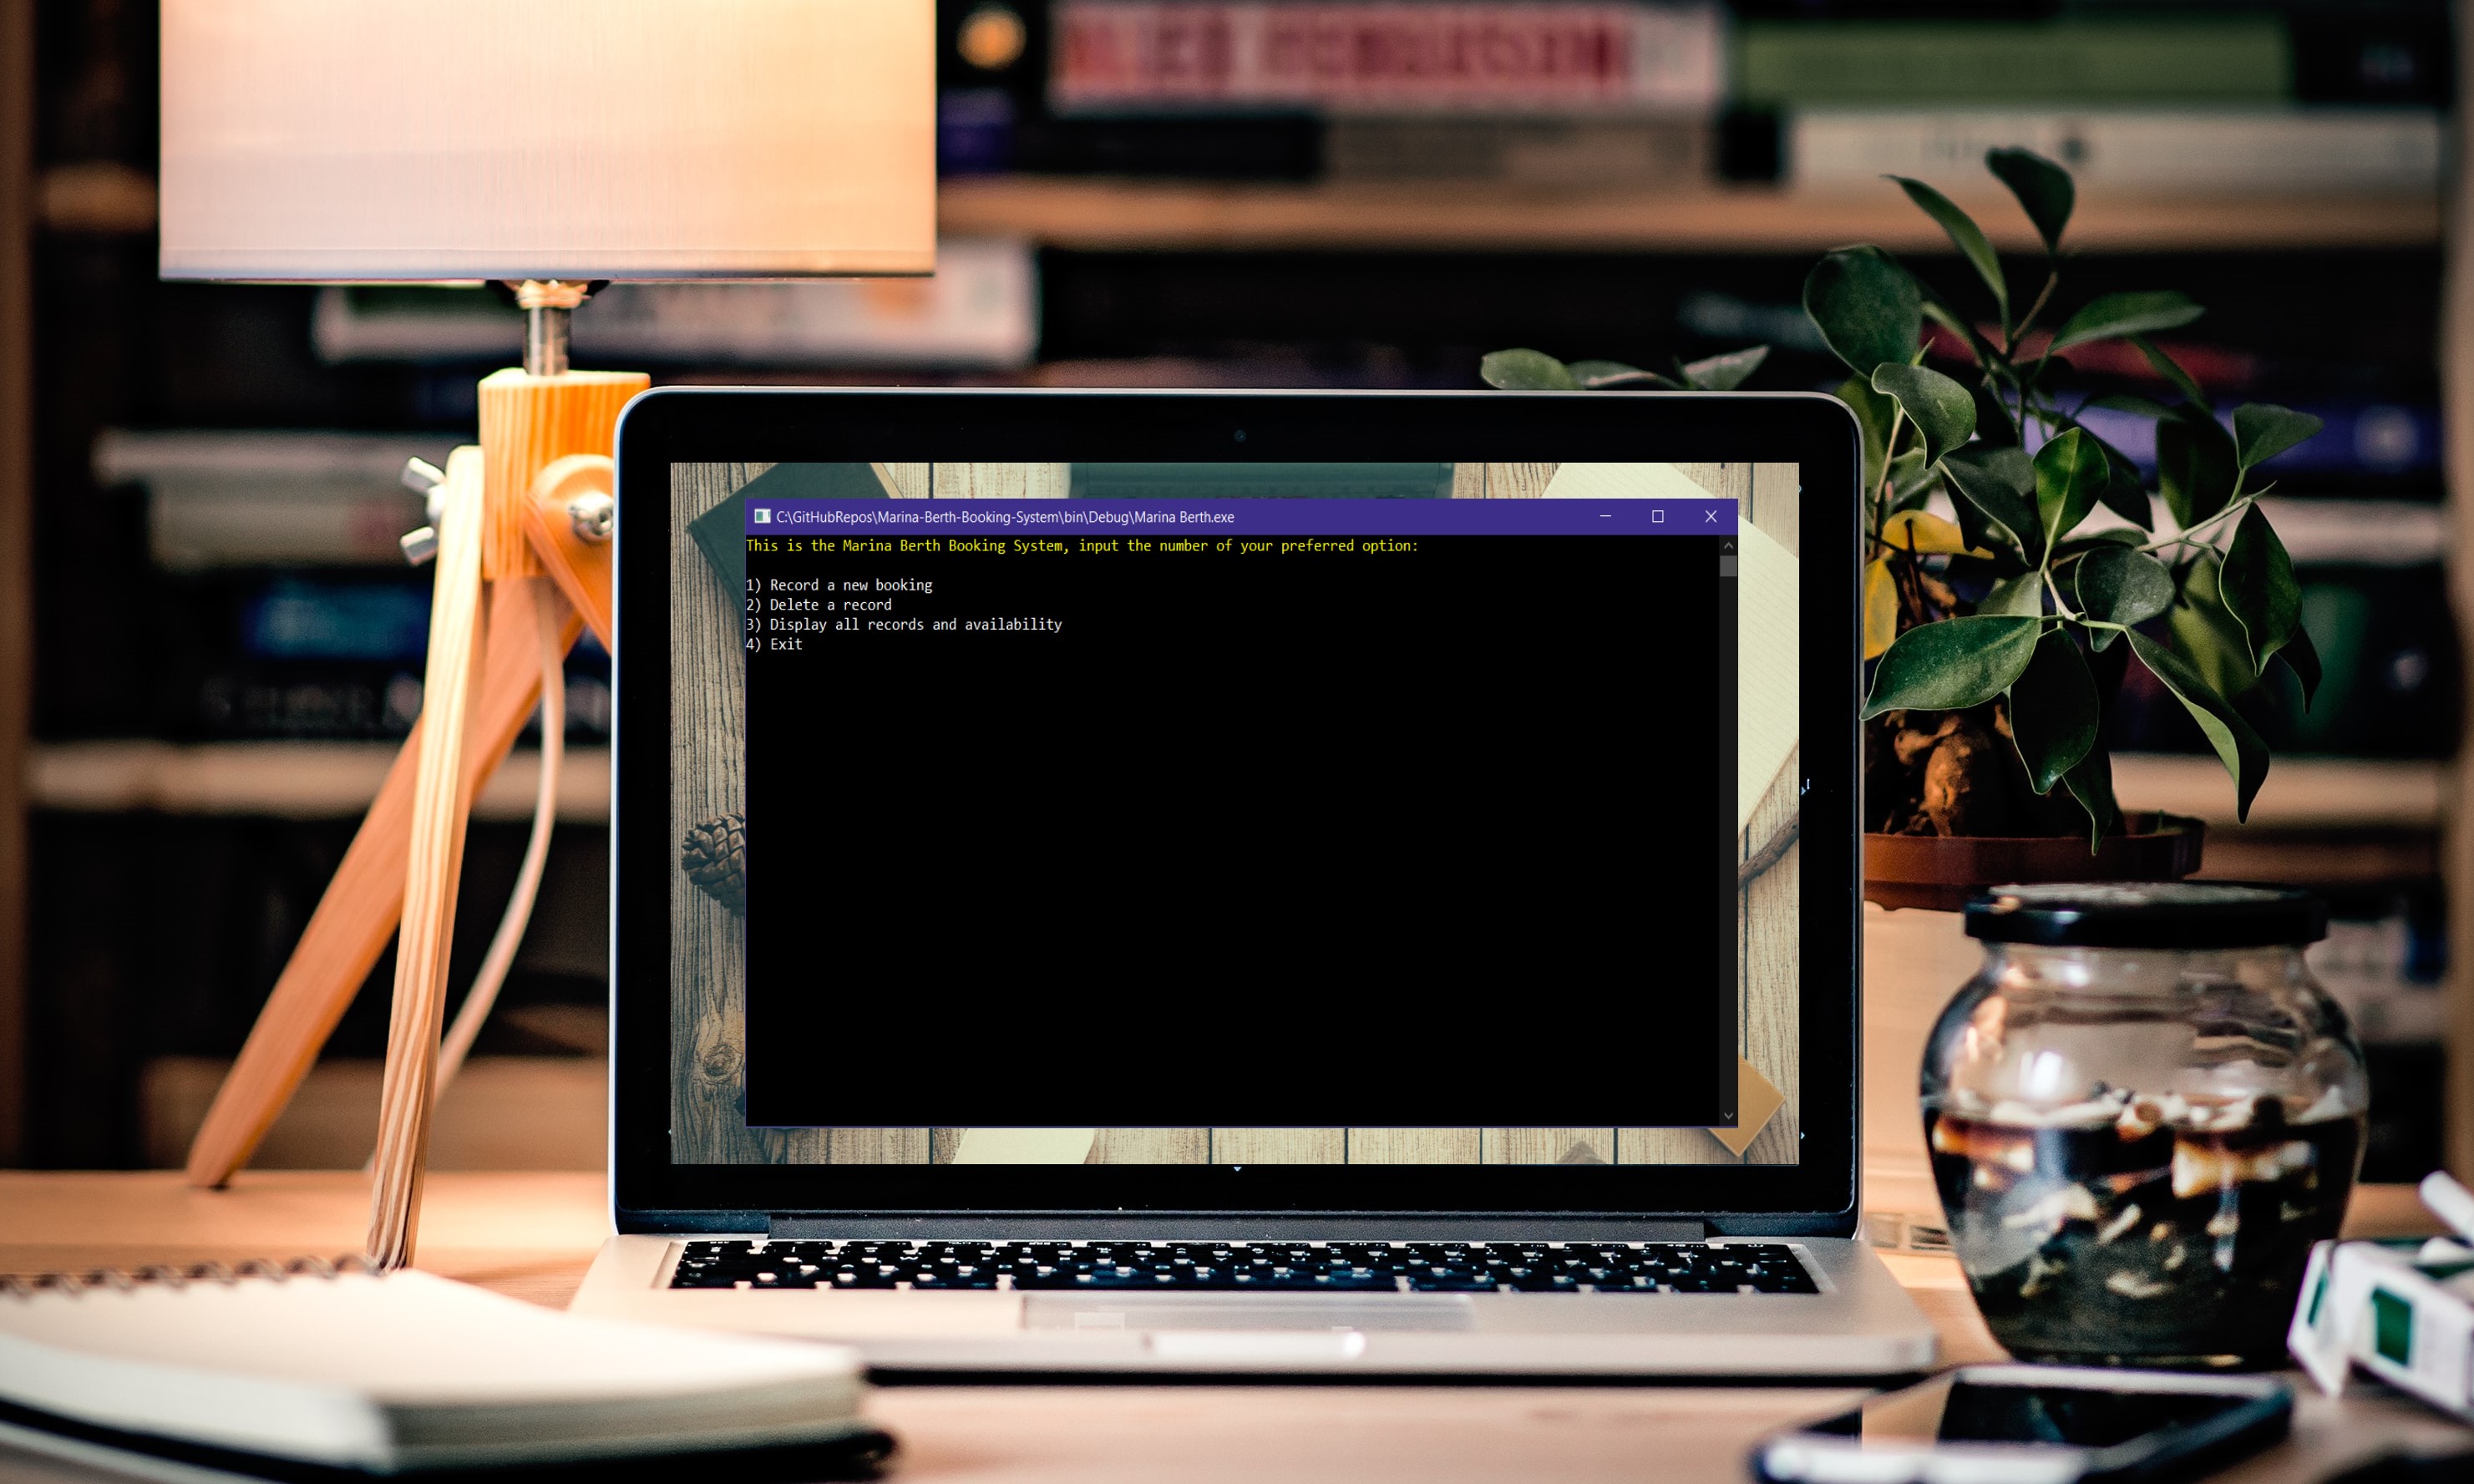 C:\GitHubRepos\Marina-Berth-Booking-System\bin\Debug\Marina Berth.exe
This is the Marina Berth Booking System, input the number of your preferred option:
1) Record a new booking
2) Delete a record
3) Display all records and availability
4) Exit